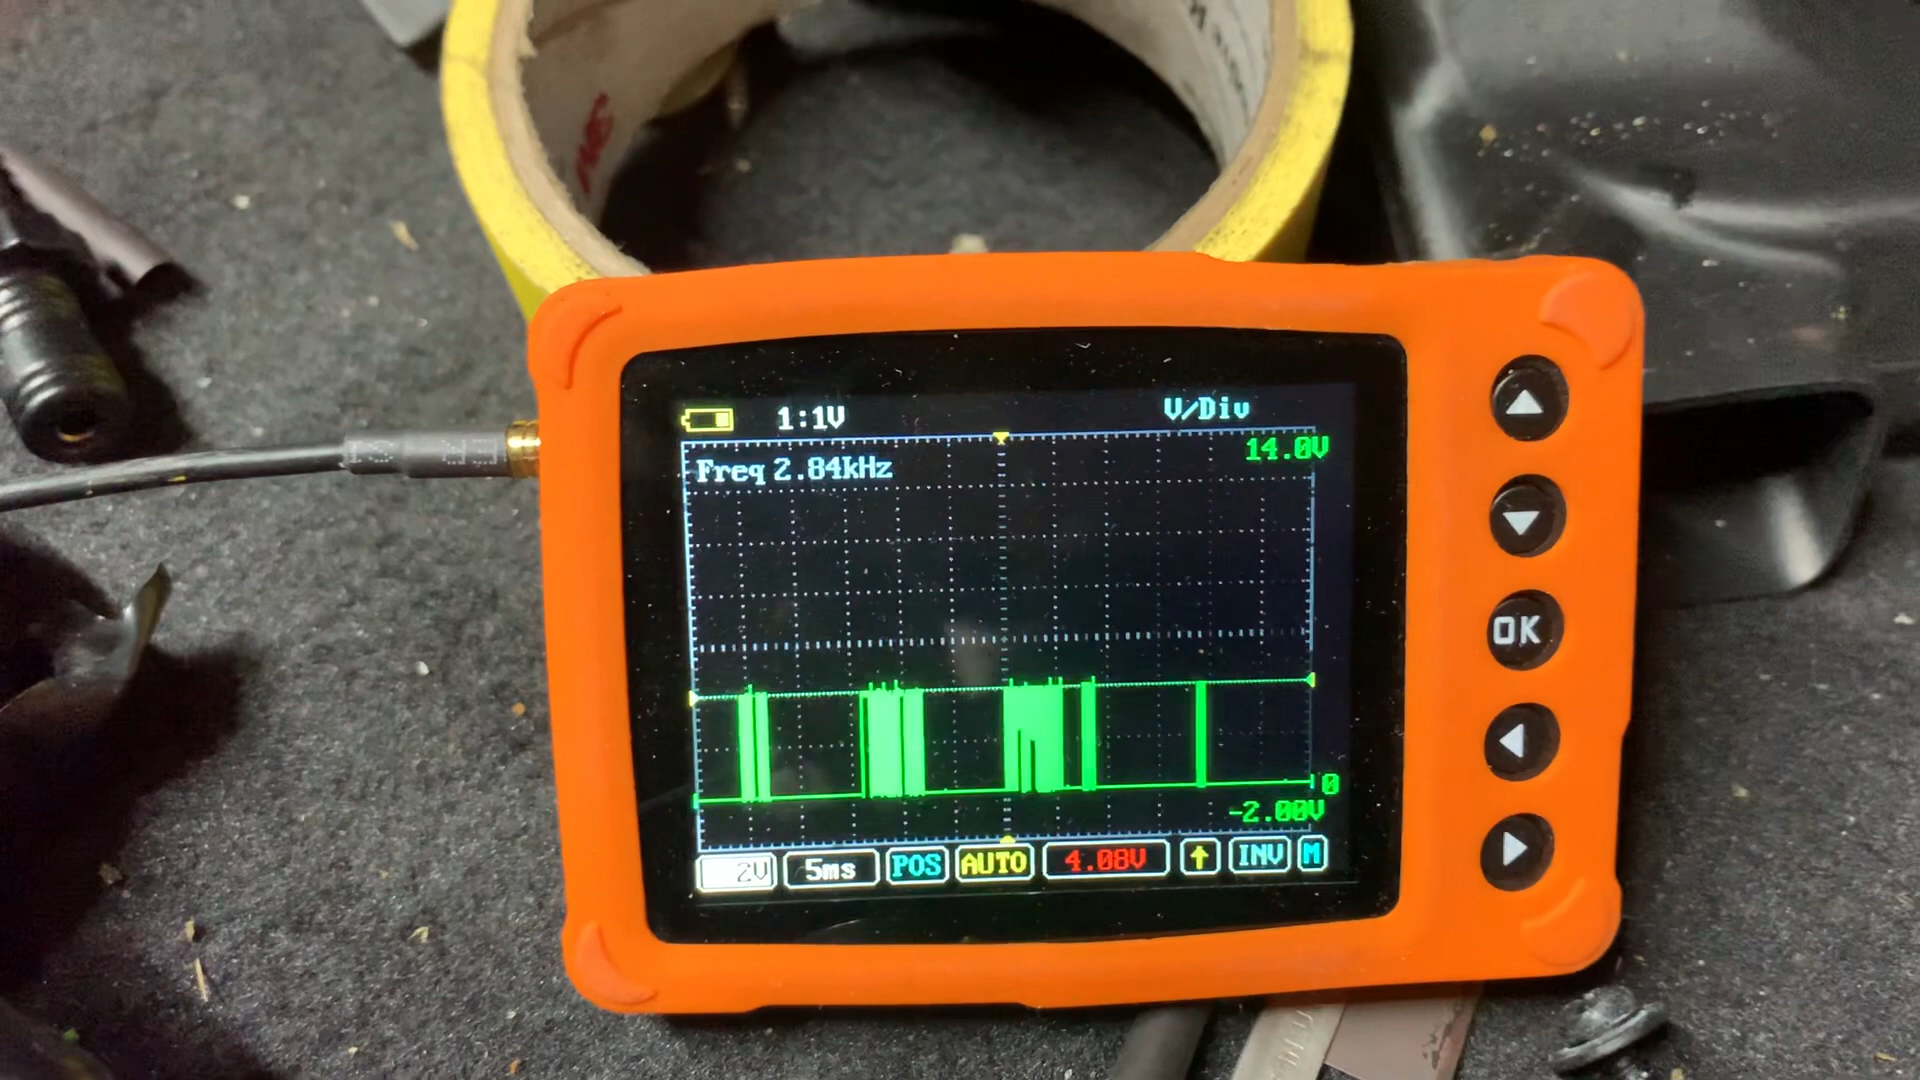 1:1V V/Div
14.0V
Freq 2.84kHz
0
-2.00V
2V 5ms POS AUTO 4.08V ↑ INV M
OK